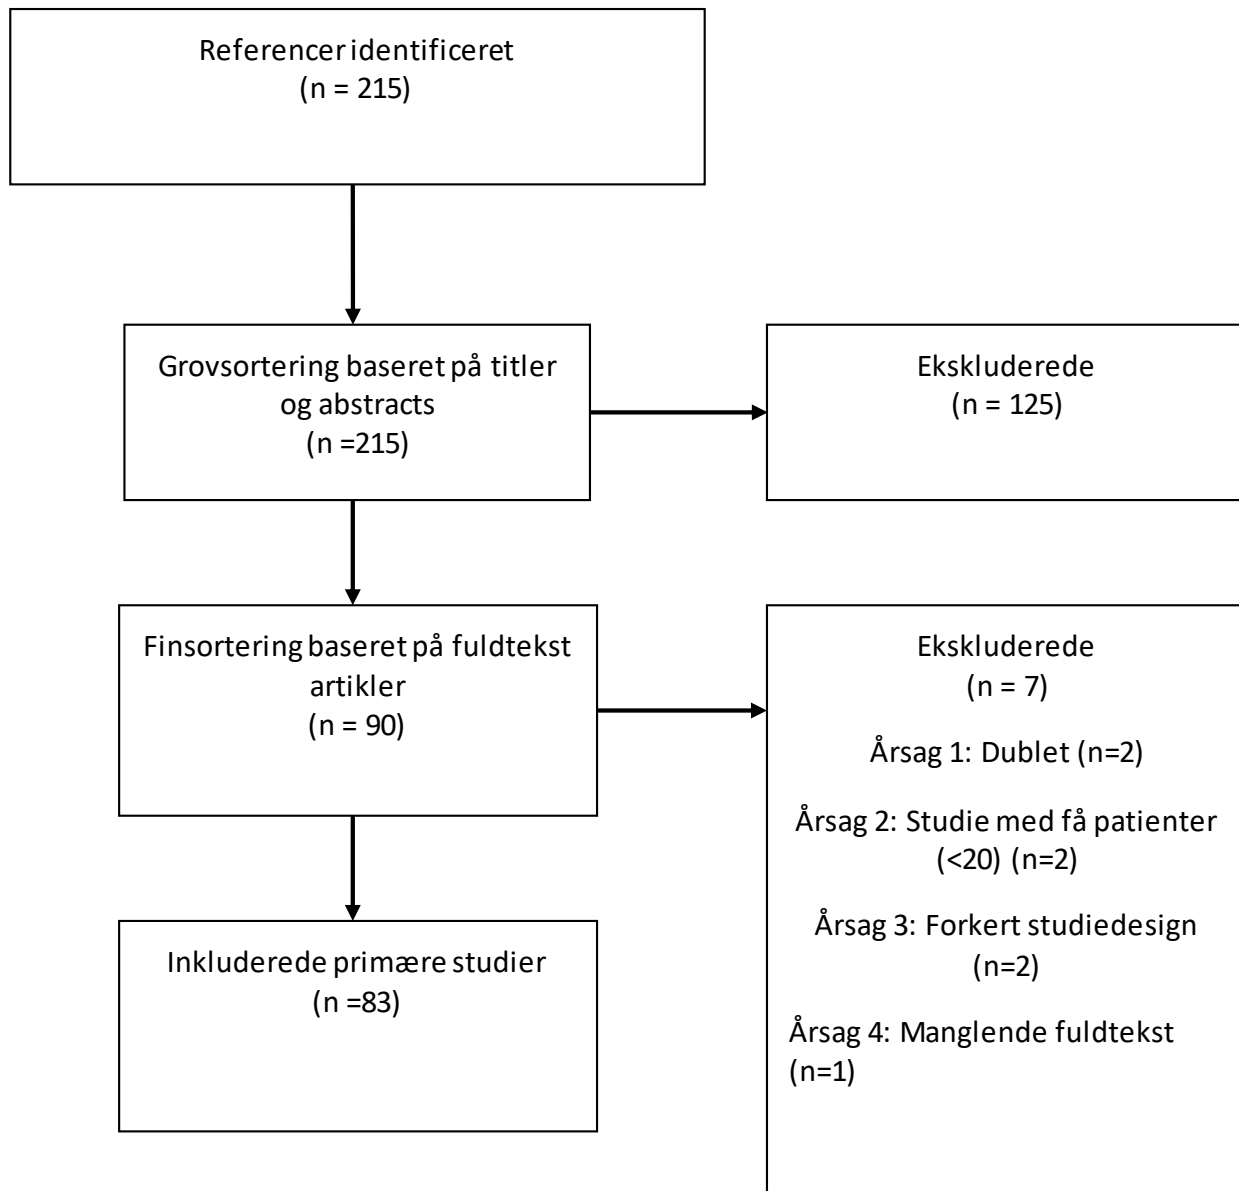 Referencer identificeret
(n = 215)
Grovsortering baseret på titler
og abstracts
(n =215)
Ekskluderede
(n = 125)
Finsortering baseret på fuldtekst
artikler
(n = 90)
Ekskluderede
(n = 7)
Årsag 1: Dublet (n=2)
Årsag 2: Studie med få patienter
(<20) (n=2)
Årsag 3: Forkert studiedesign
(n=2)
Årsag 4: Manglende fuldtekst
(n=1)
Inkluderede primære studier
(n =83)